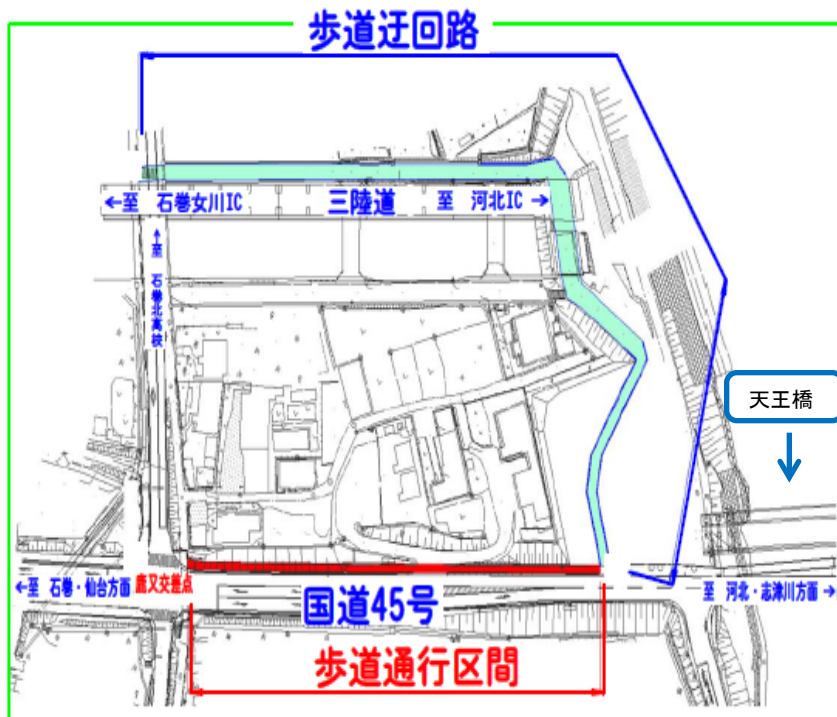 歩道迂回路
←至 石巻女川IC
三陸道
至 河北IC →
←至 石巻北高校
天王橋
←至 石巻・仙台方面
鹿又交差点
国道45号
至 河北・志津川方面→
歩道通行区間